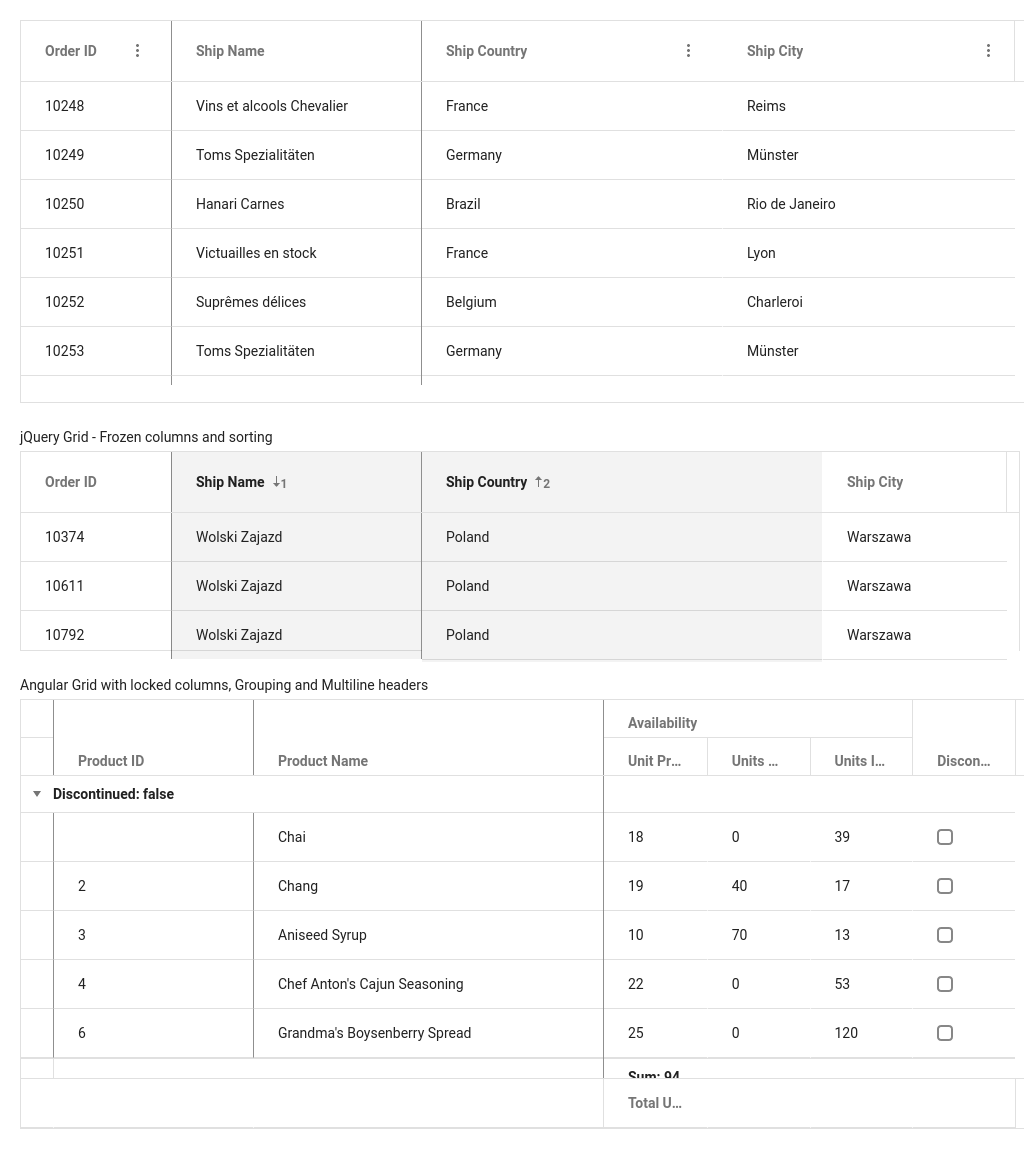 Order ID Ship Name Ship Country Ship City
10248 Vins et alcools Chevalier France Reims
10249 Toms Spezialitäten Germany Münster
10250 Hanari Carnes Brazil Rio de Janeiro
10251 Victuailles en stock France Lyon
10252 Suprêmes délices Belgium Charleroi
10253 Toms Spezialitäten Germany Münster
jQuery Grid - Frozen columns and sorting
Order ID Ship Name ↓1 Ship Country ↑2 Ship City
10374 Wolski Zajazd Poland Warszawa
10611 Wolski Zajazd Poland Warszawa
10792 Wolski Zajazd Poland Warszawa
Angular Grid with locked columns, Grouping and Multiline headers
Availability
Product ID Product Name Unit Pr... Units ... Units I... Discon...
Discontinued: false
Chai 18 0 39
2 Chang 19 40 17
3 Aniseed Syrup 10 70 13
4 Chef Anton's Cajun Seasoning 22 0 53
6 Grandma's Boysenberry Spread 25 0 120
Sum: 94
Total U...